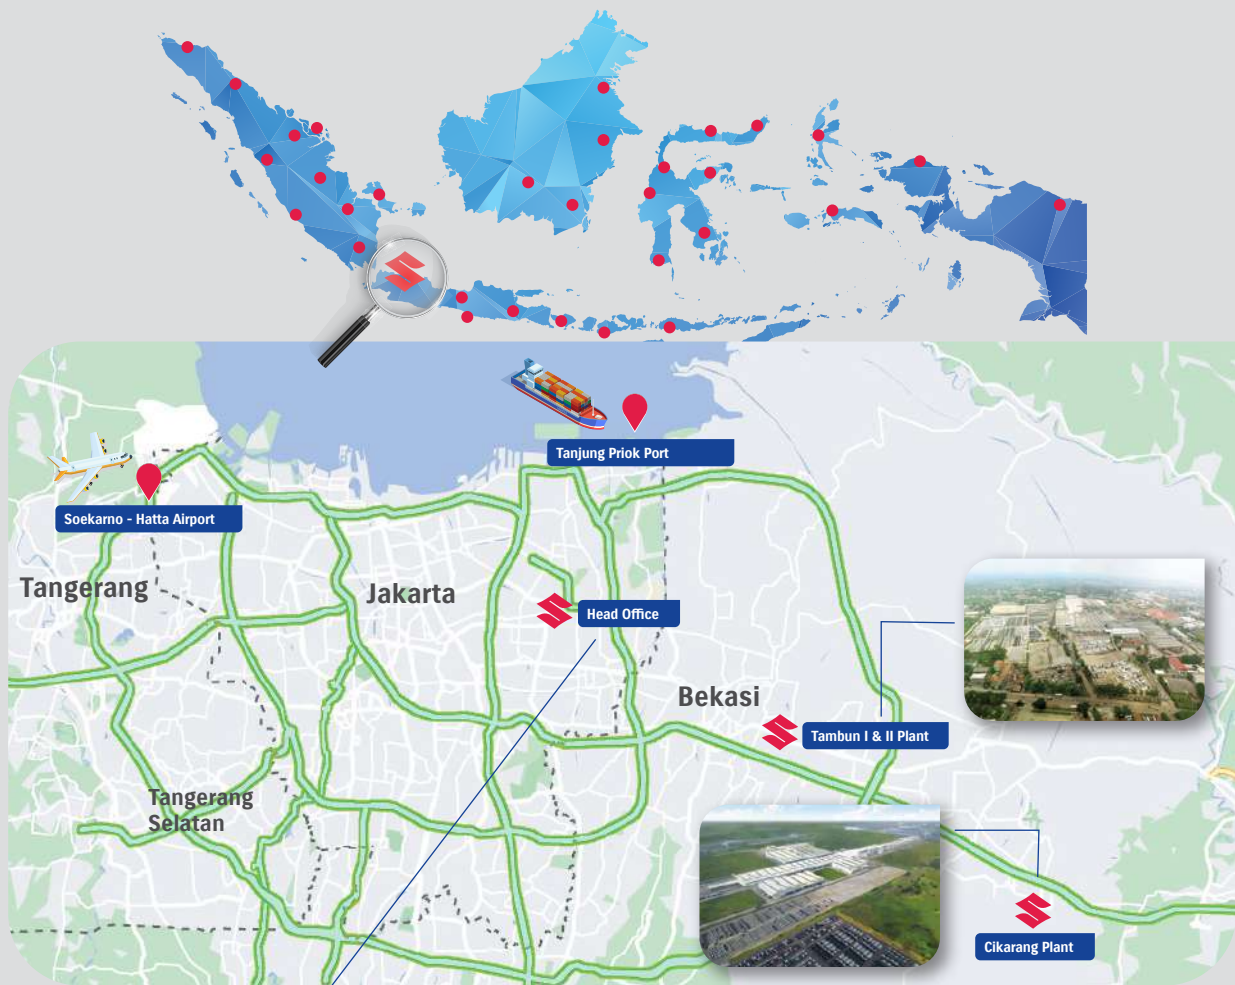 Tanjung Priok Port
Soekarno - Hatta Airport
Tangerang
Jakarta
Head Office
Bekasi
Tambun I & II Plant
Tangerang
Selatan
Cikarang Plant